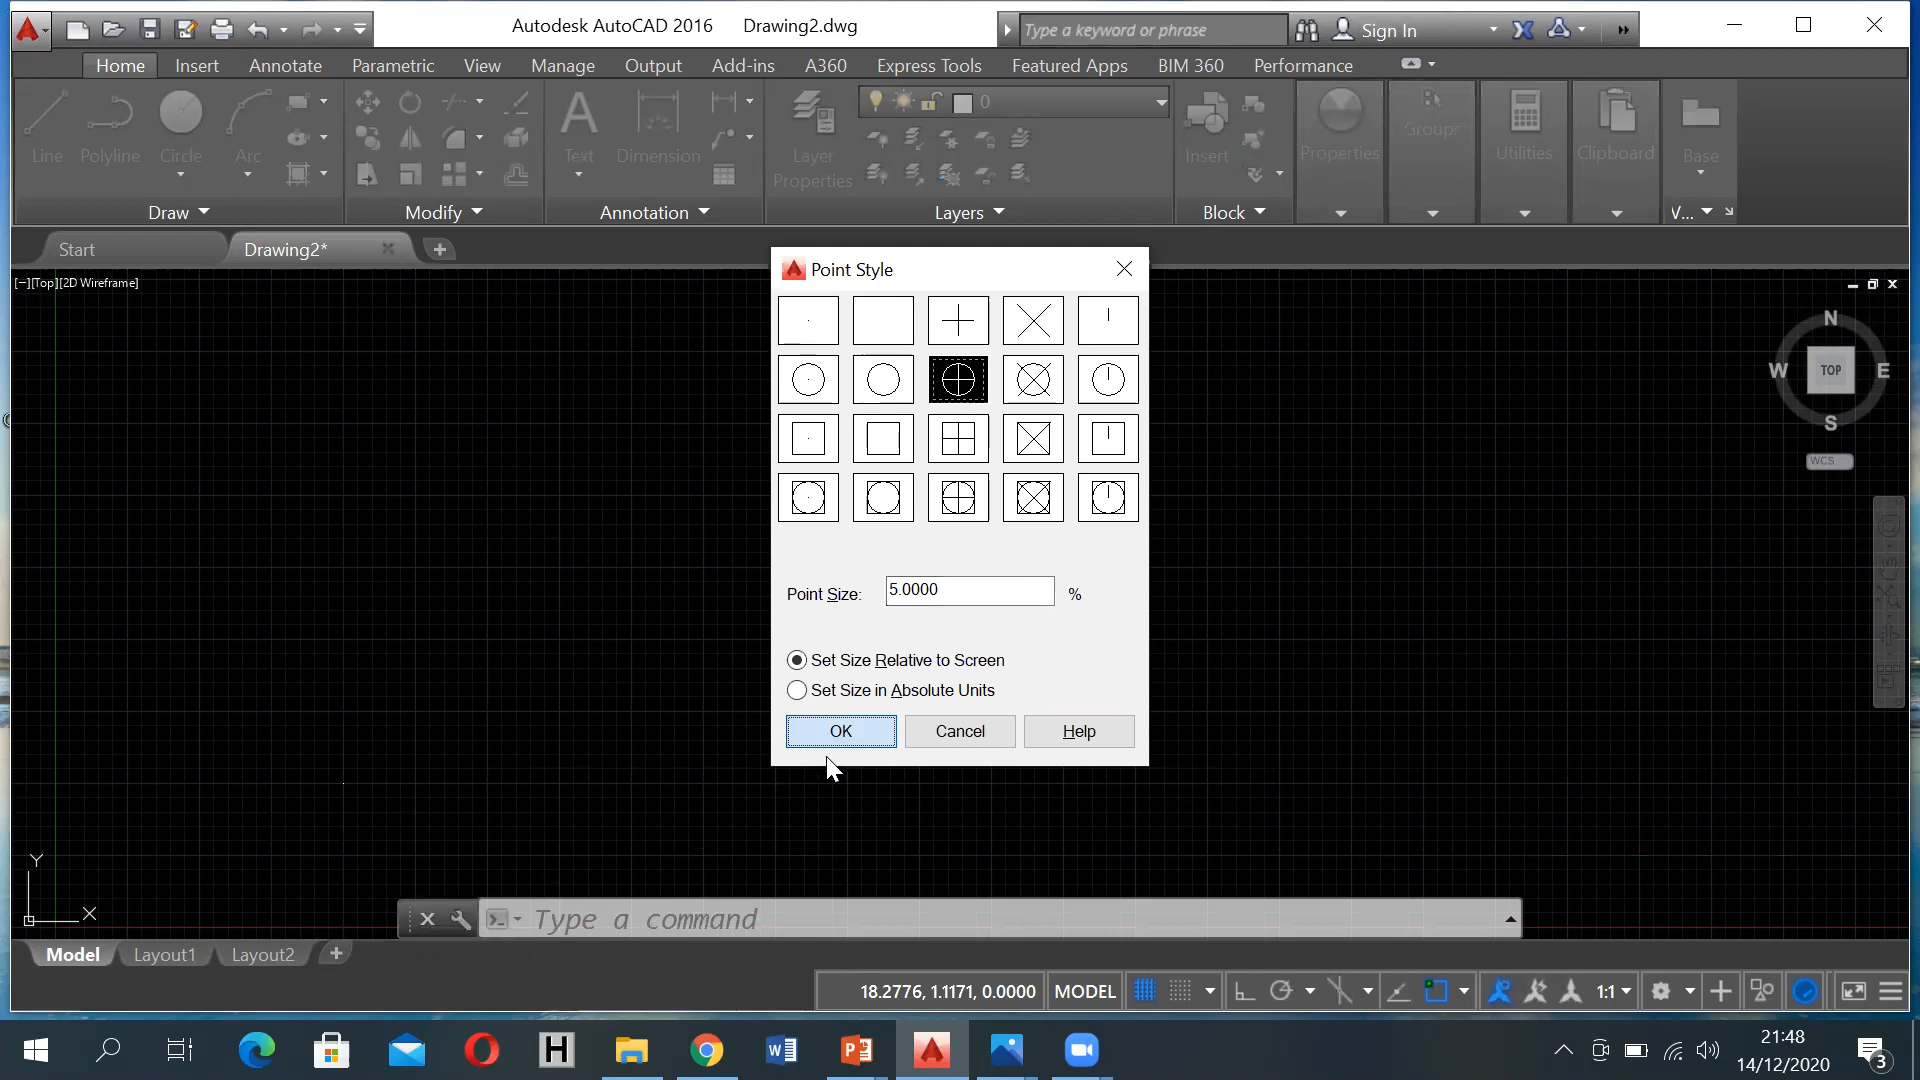 Autodesk AutoCAD 2016 Drawing2.dwg
Type a keyword or phrase
Sign In
Home Insert Annotate Parametric View Manage Output Add-ins A360 Express Tools Featured Apps BIM 360 Performance
Line Polyline Circle Arc
Text Dimension
Layer Properties
0
Insert
Properties
Groups
Utilities
Clipboard
Base
Draw Modify Annotation Layers Block V...
Start Drawing2*
[−][Top][2D Wireframe]
Point Style
Point Size: 5.0000 %
Set Size Relative to Screen
Set Size in Absolute Units
OK Cancel Help
N
W TOP E
S
WCS
Y
X
Type a command
Model Layout1 Layout2
18.2776, 1.1171, 0.0000 MODEL 1:1
21:48
14/12/2020
3